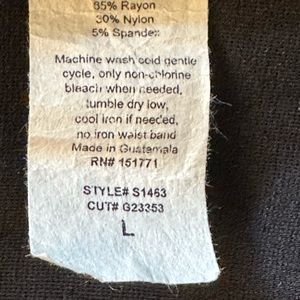 65% Rayon
30% Nylon
5% Spandex
Machine wash cold gentle
cycle, only non-chlorine
bleach when needed,
tumble dry low,
cool iron if needed,
no iron waist band
Made in Guatamala
RN# 151771
STYLE# S1463
CUT# G23353
L